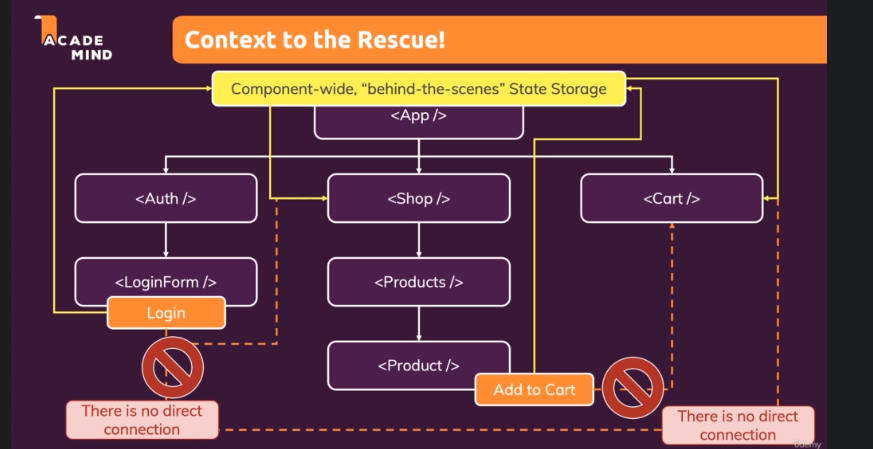 ACADE
MIND
Context to the Rescue!
Component-wide, “behind-the-scenes” State Storage
<App />
<Auth />
<Shop />
<Cart />
<LoginForm />
<Products />
Login
<Product />
Add to Cart
There is no direct
connection
There is no direct
connection
ûdemy